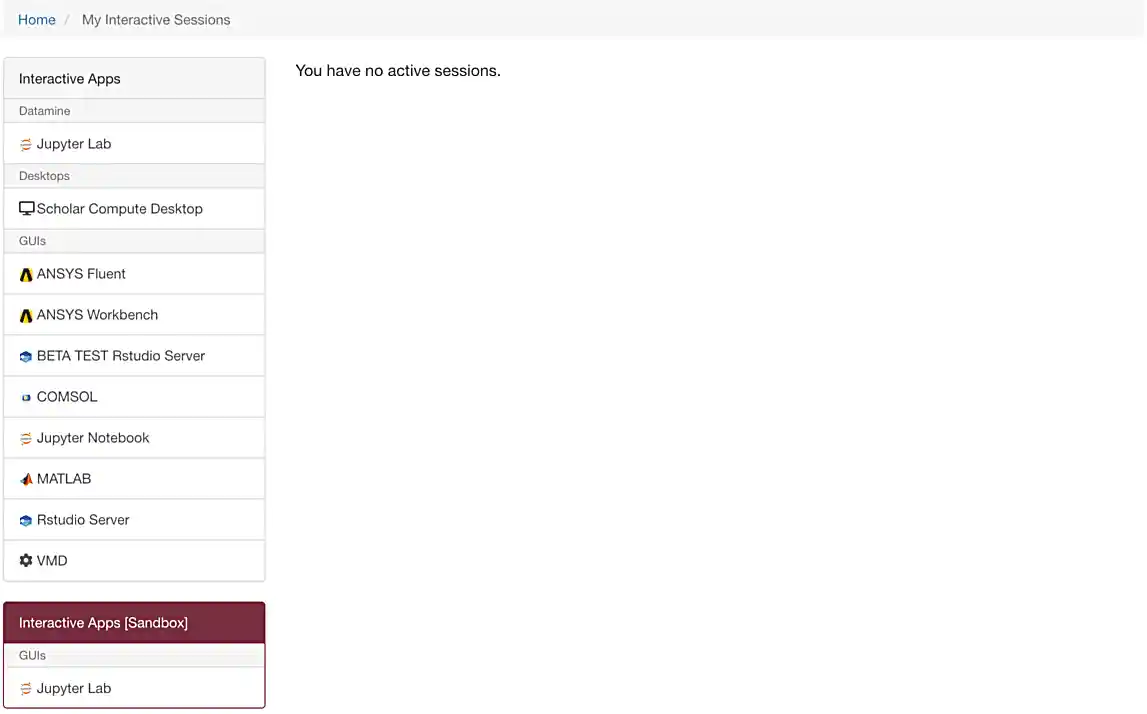 Home / My Interactive Sessions
Interactive Apps
Datamine
Jupyter Lab
Desktops
Scholar Compute Desktop
GUIs
ANSYS Fluent
ANSYS Workbench
BETA TEST Rstudio Server
COMSOL
Jupyter Notebook
MATLAB
Rstudio Server
VMD
Interactive Apps [Sandbox]
GUIs
Jupyter Lab
You have no active sessions.